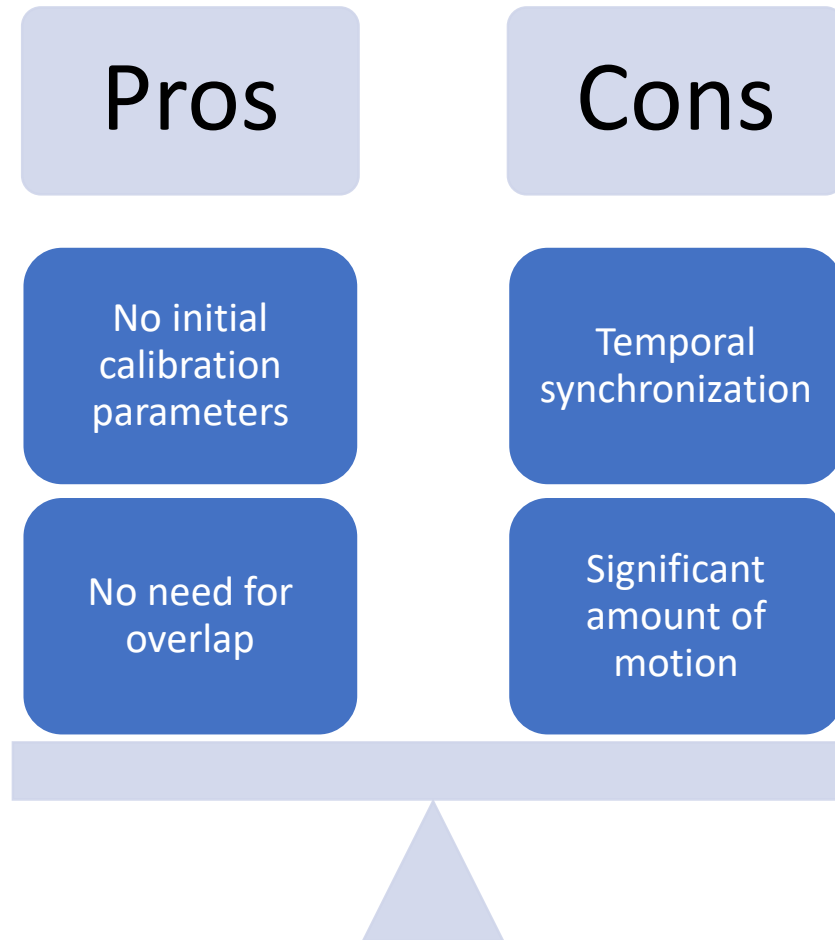 Pros
Cons
No initial
calibration
parameters
Temporal
synchronization
No need for
overlap
Significant
amount of
motion